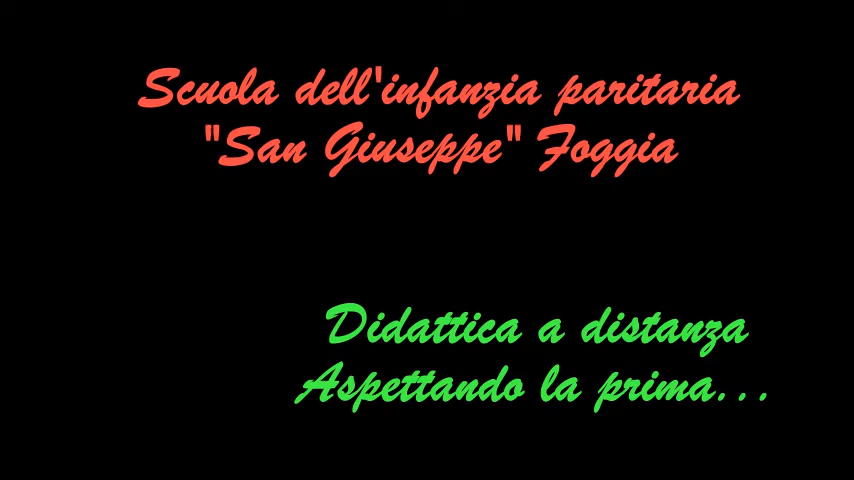 Scuola dell'infanzia paritaria
"San Giuseppe" Foggia
Didattica a distanza
Aspettando la prima...